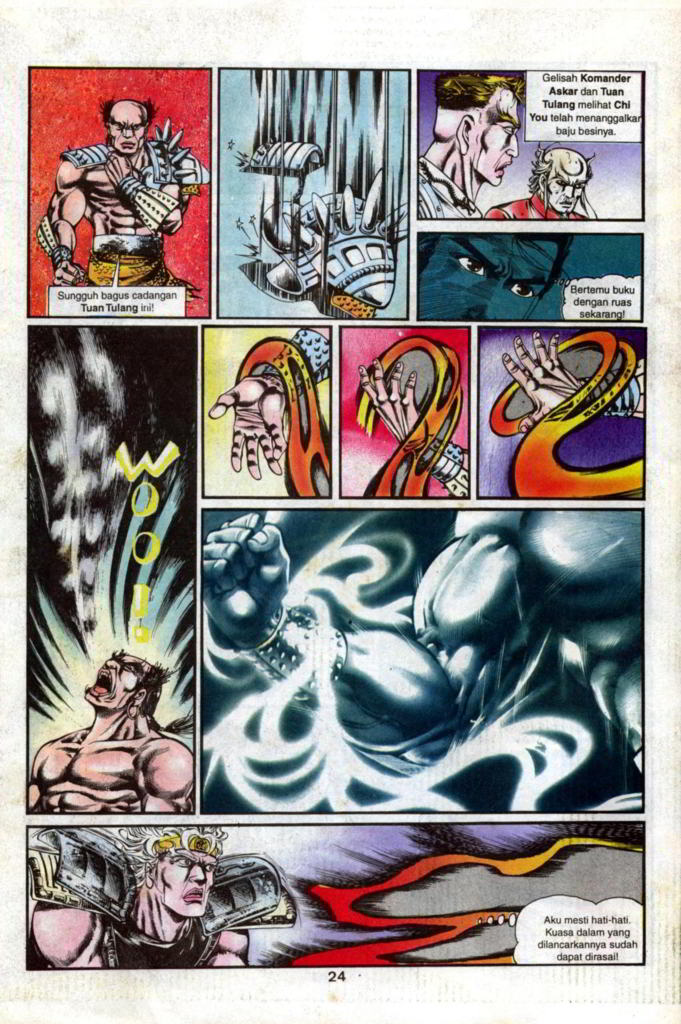 Sungguh bagus cadangan
Tuan Tulang ini!
Gelisah Komander
Askar dan Tuan
Tulang melihat Chi
You telah menanggalkan
baju besinya.
Bertemu buku
dengan ruas
sekarang!
WOO!!
Aku mesti hati-hati.
Kuasa dalam yang
dilancarkannya sudah
dapat dirasai!
24